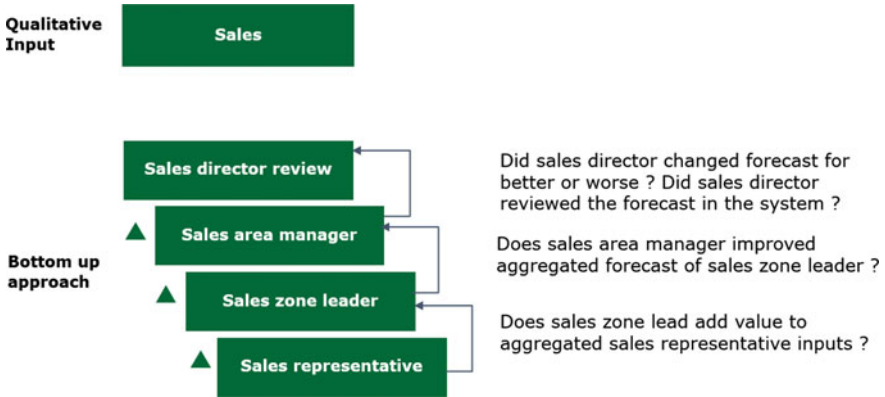 Qualitative
Input
Sales
Sales director review
Did sales director changed forecast for
better or worse ? Did sales director
reviewed the forecast in the system ?
Sales area manager
Does sales area manager improved
aggregated forecast of sales zone leader ?
Bottom up
approach
Sales zone leader
Does sales zone lead add value to
aggregated sales representative inputs ?
Sales representative